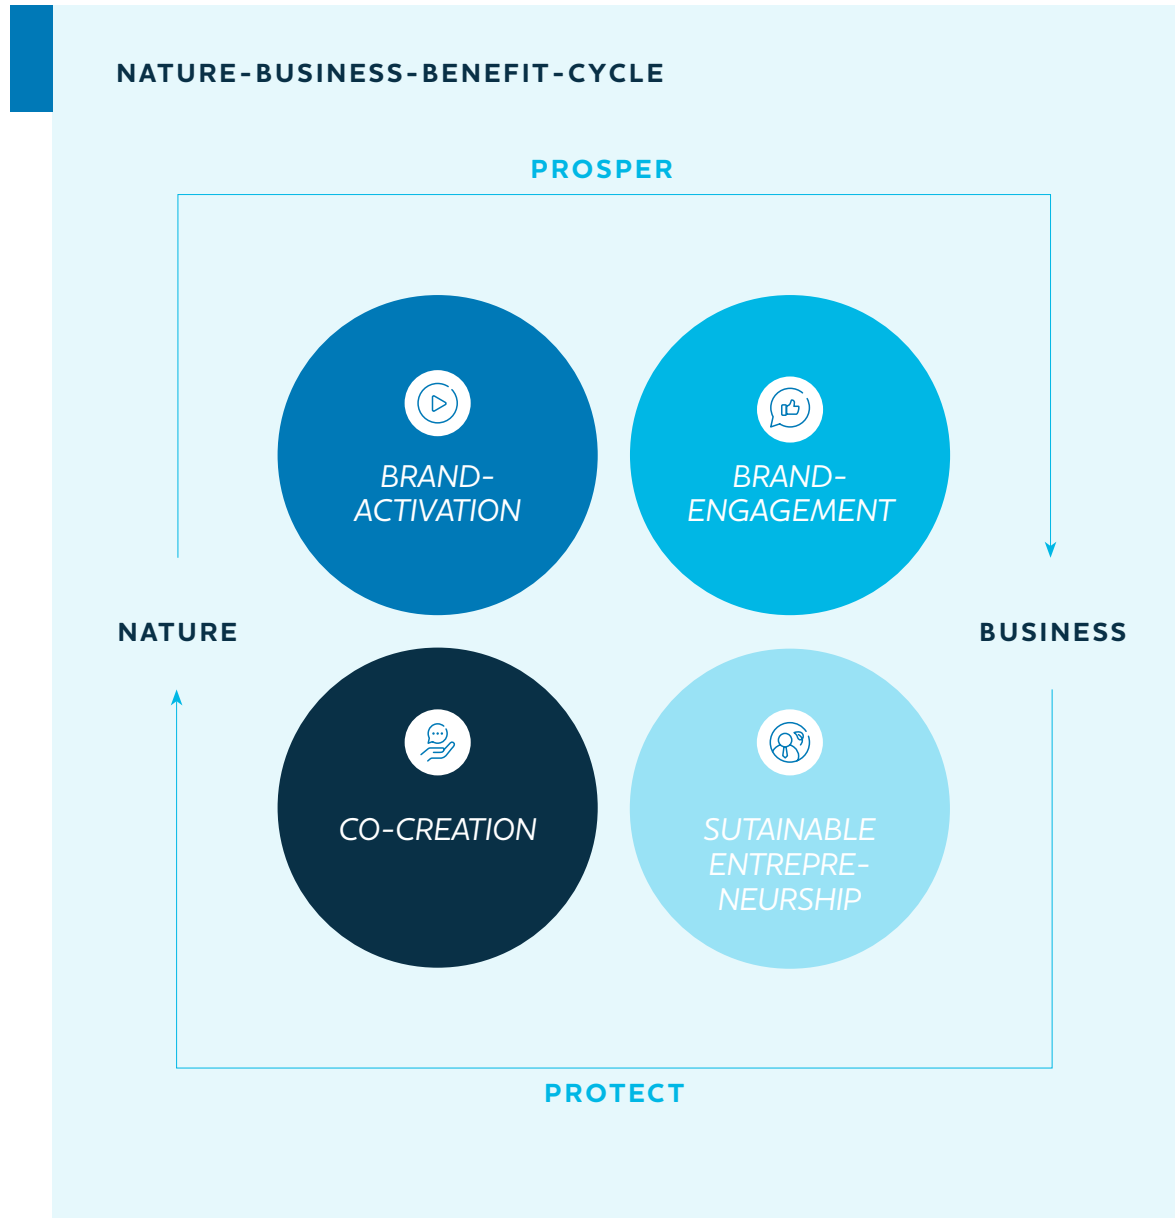 NATURE-BUSINESS-BENEFIT-CYCLE
PROSPER
BRAND-
ACTIVATION
BRAND-
ENGAGEMENT
NATURE
BUSINESS
CO-CREATION
SUTAINABLE
ENTREPRE-
NEURSHIP
PROTECT